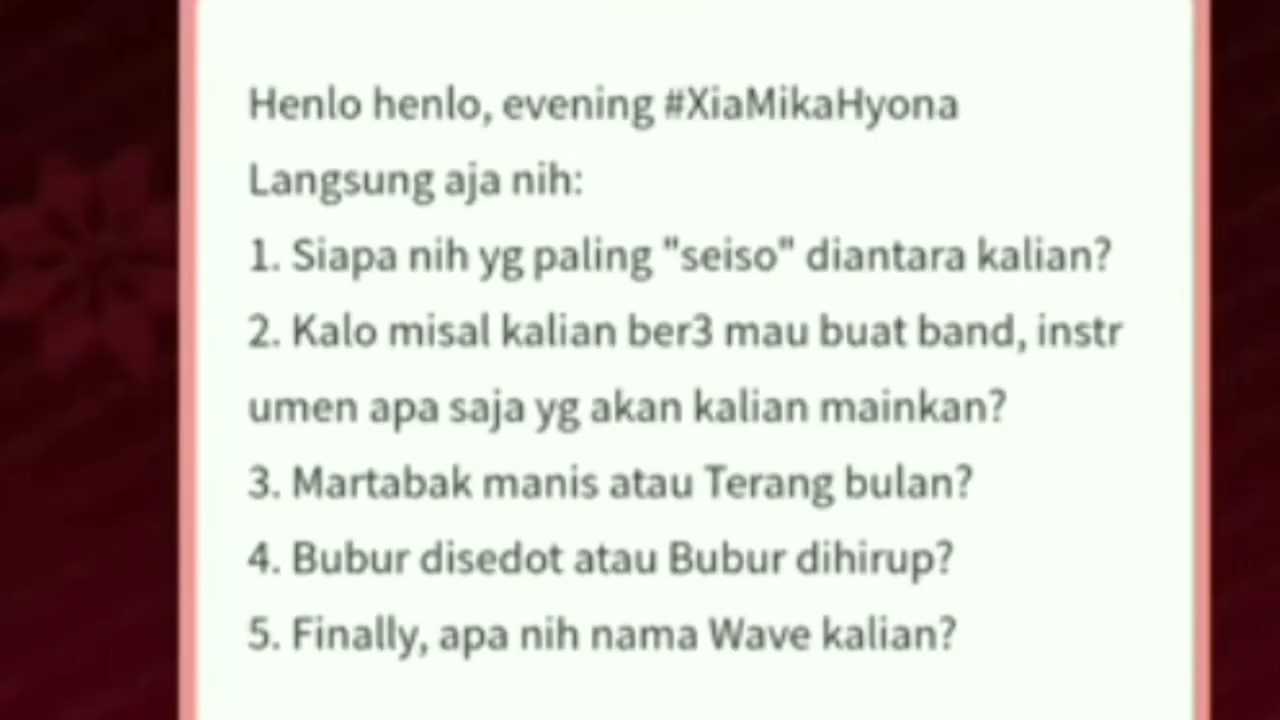 Henlo henlo, evening #XiaMikaHyona
Langsung aja nih:
1. Siapa nih yg paling "seiso" diantara kalian?
2. Kalo misal kalian ber3 mau buat band, instr
umen apa saja yg akan kalian mainkan?
3. Martabak manis atau Terang bulan?
4. Bubur disedot atau Bubur dihirup?
5. Finally, apa nih nama Wave kalian?